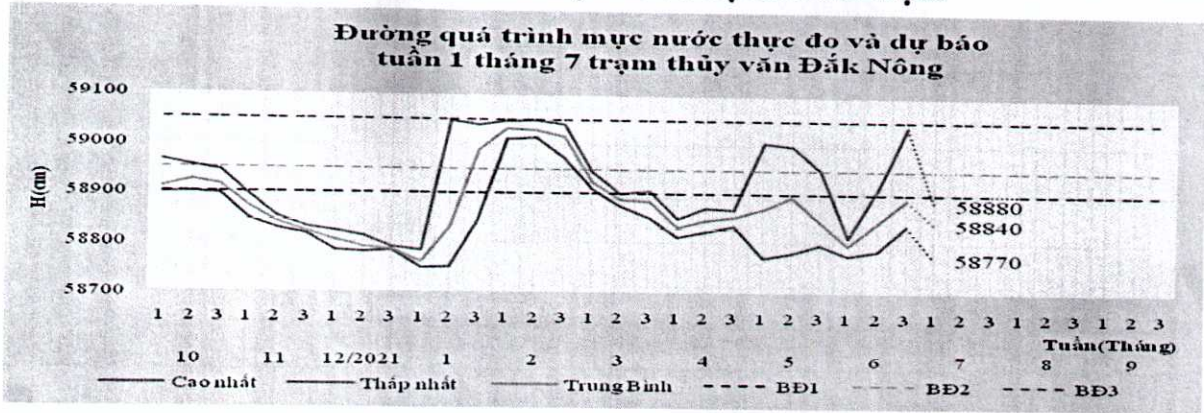 Đường quá trình mực nước thực đo và dự báo
tuần 1 tháng 7 trạm thủy văn Đắk Nông
H(cm)
59100
59000
58900
58800
58700
58880
58840
58770
1 2 3 1 2 3 1 2 3 1 2 3 1 2 3 1 2 3 1 2 3 1 2 3 1 2 3 1 2 3 1 2 3 1 2 3
Tuần(Tháng)
10 11 12/2021 1 2 3 4 5 6 7 8 9
Cao nhất Thấp nhất Trung Bình BĐ1 BĐ2 BĐ3